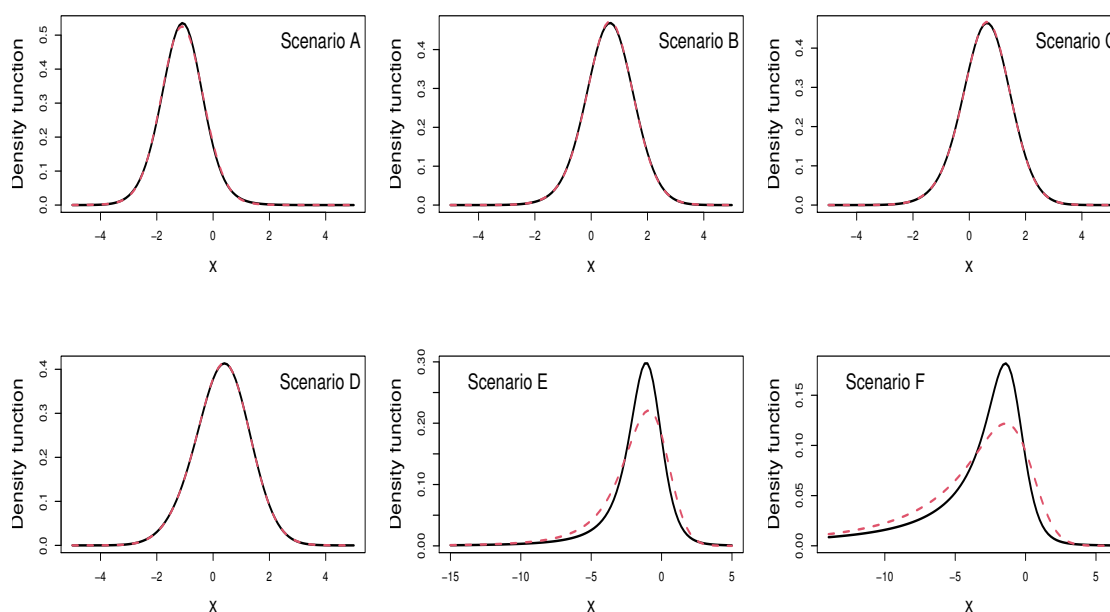 Scenario A
Density function
0.0 0.1 0.2 0.3 0.4 0.5
−4 −2 0 2 4
x
Scenario B
Density function
0.0 0.1 0.2 0.3 0.4
−4 −2 0 2 4
x
Scenario C
Density function
0.0 0.1 0.2 0.3 0.4
−4 −2 0 2 4
x
Scenario D
Density function
0.0 0.1 0.2 0.3 0.4
−4 −2 0 2 4
x
Scenario E
Density function
0.00 0.10 0.20 0.30
−15 −10 −5 0 5
x
Scenario F
Density function
0.00 0.05 0.10 0.15
−10 −5 0 5
x